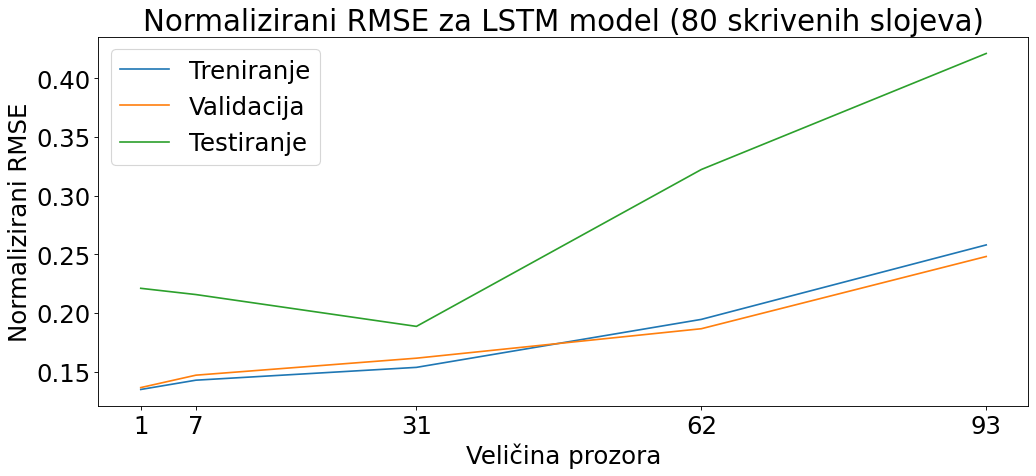 Normalizirani RMSE za LSTM model (80 skrivenih slojeva)
Treniranje
Validacija
Testiranje
Normalizirani RMSE
0.40
0.35
0.30
0.25
0.20
0.15
1 7 31 62 93
Veličina prozora